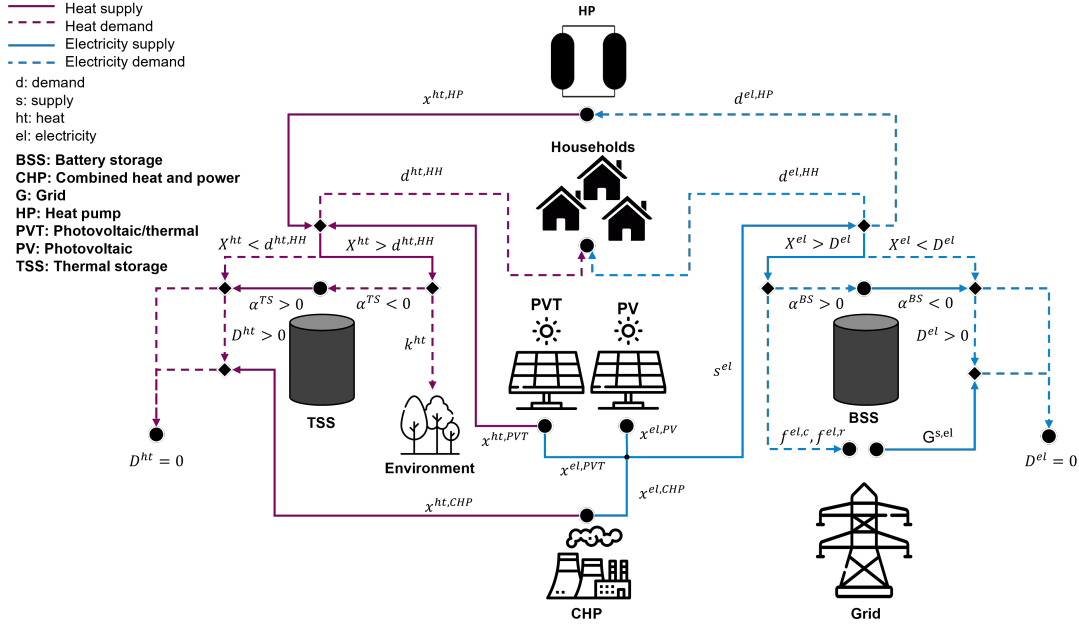 Heat supply
Heat demand
Electricity supply
Electricity demand
d: demand
s: supply
ht: heat
el: electricity
BSS: Battery storage
CHP: Combined heat and power
G: Grid
HP: Heat pump
PVT: Photovoltaic/thermal
PV: Photovoltaic
TSS: Thermal storage
HP
x^{ht,HP}
d^{el,HP}
Households
d^{ht,HH}
d^{el,HH}
X^{ht} < d^{ht,HH}
X^{ht} > d^{ht,HH}
X^{el} > D^{el}
X^{el} < D^{el}
α^{TS} > 0
α^{TS} < 0
α^{BS} > 0
α^{BS} < 0
PVT
PV
D^{ht} > 0
k^{ht}
D^{el} > 0
s^{el}
TSS
BSS
x^{ht,PVT}
x^{el,PV}
f^{el,c}, f^{el,r}
G^{s,el}
D^{ht} = 0
Environment
x^{el,PVT}
D^{el} = 0
x^{ht,CHP}
x^{el,CHP}
CHP
Grid